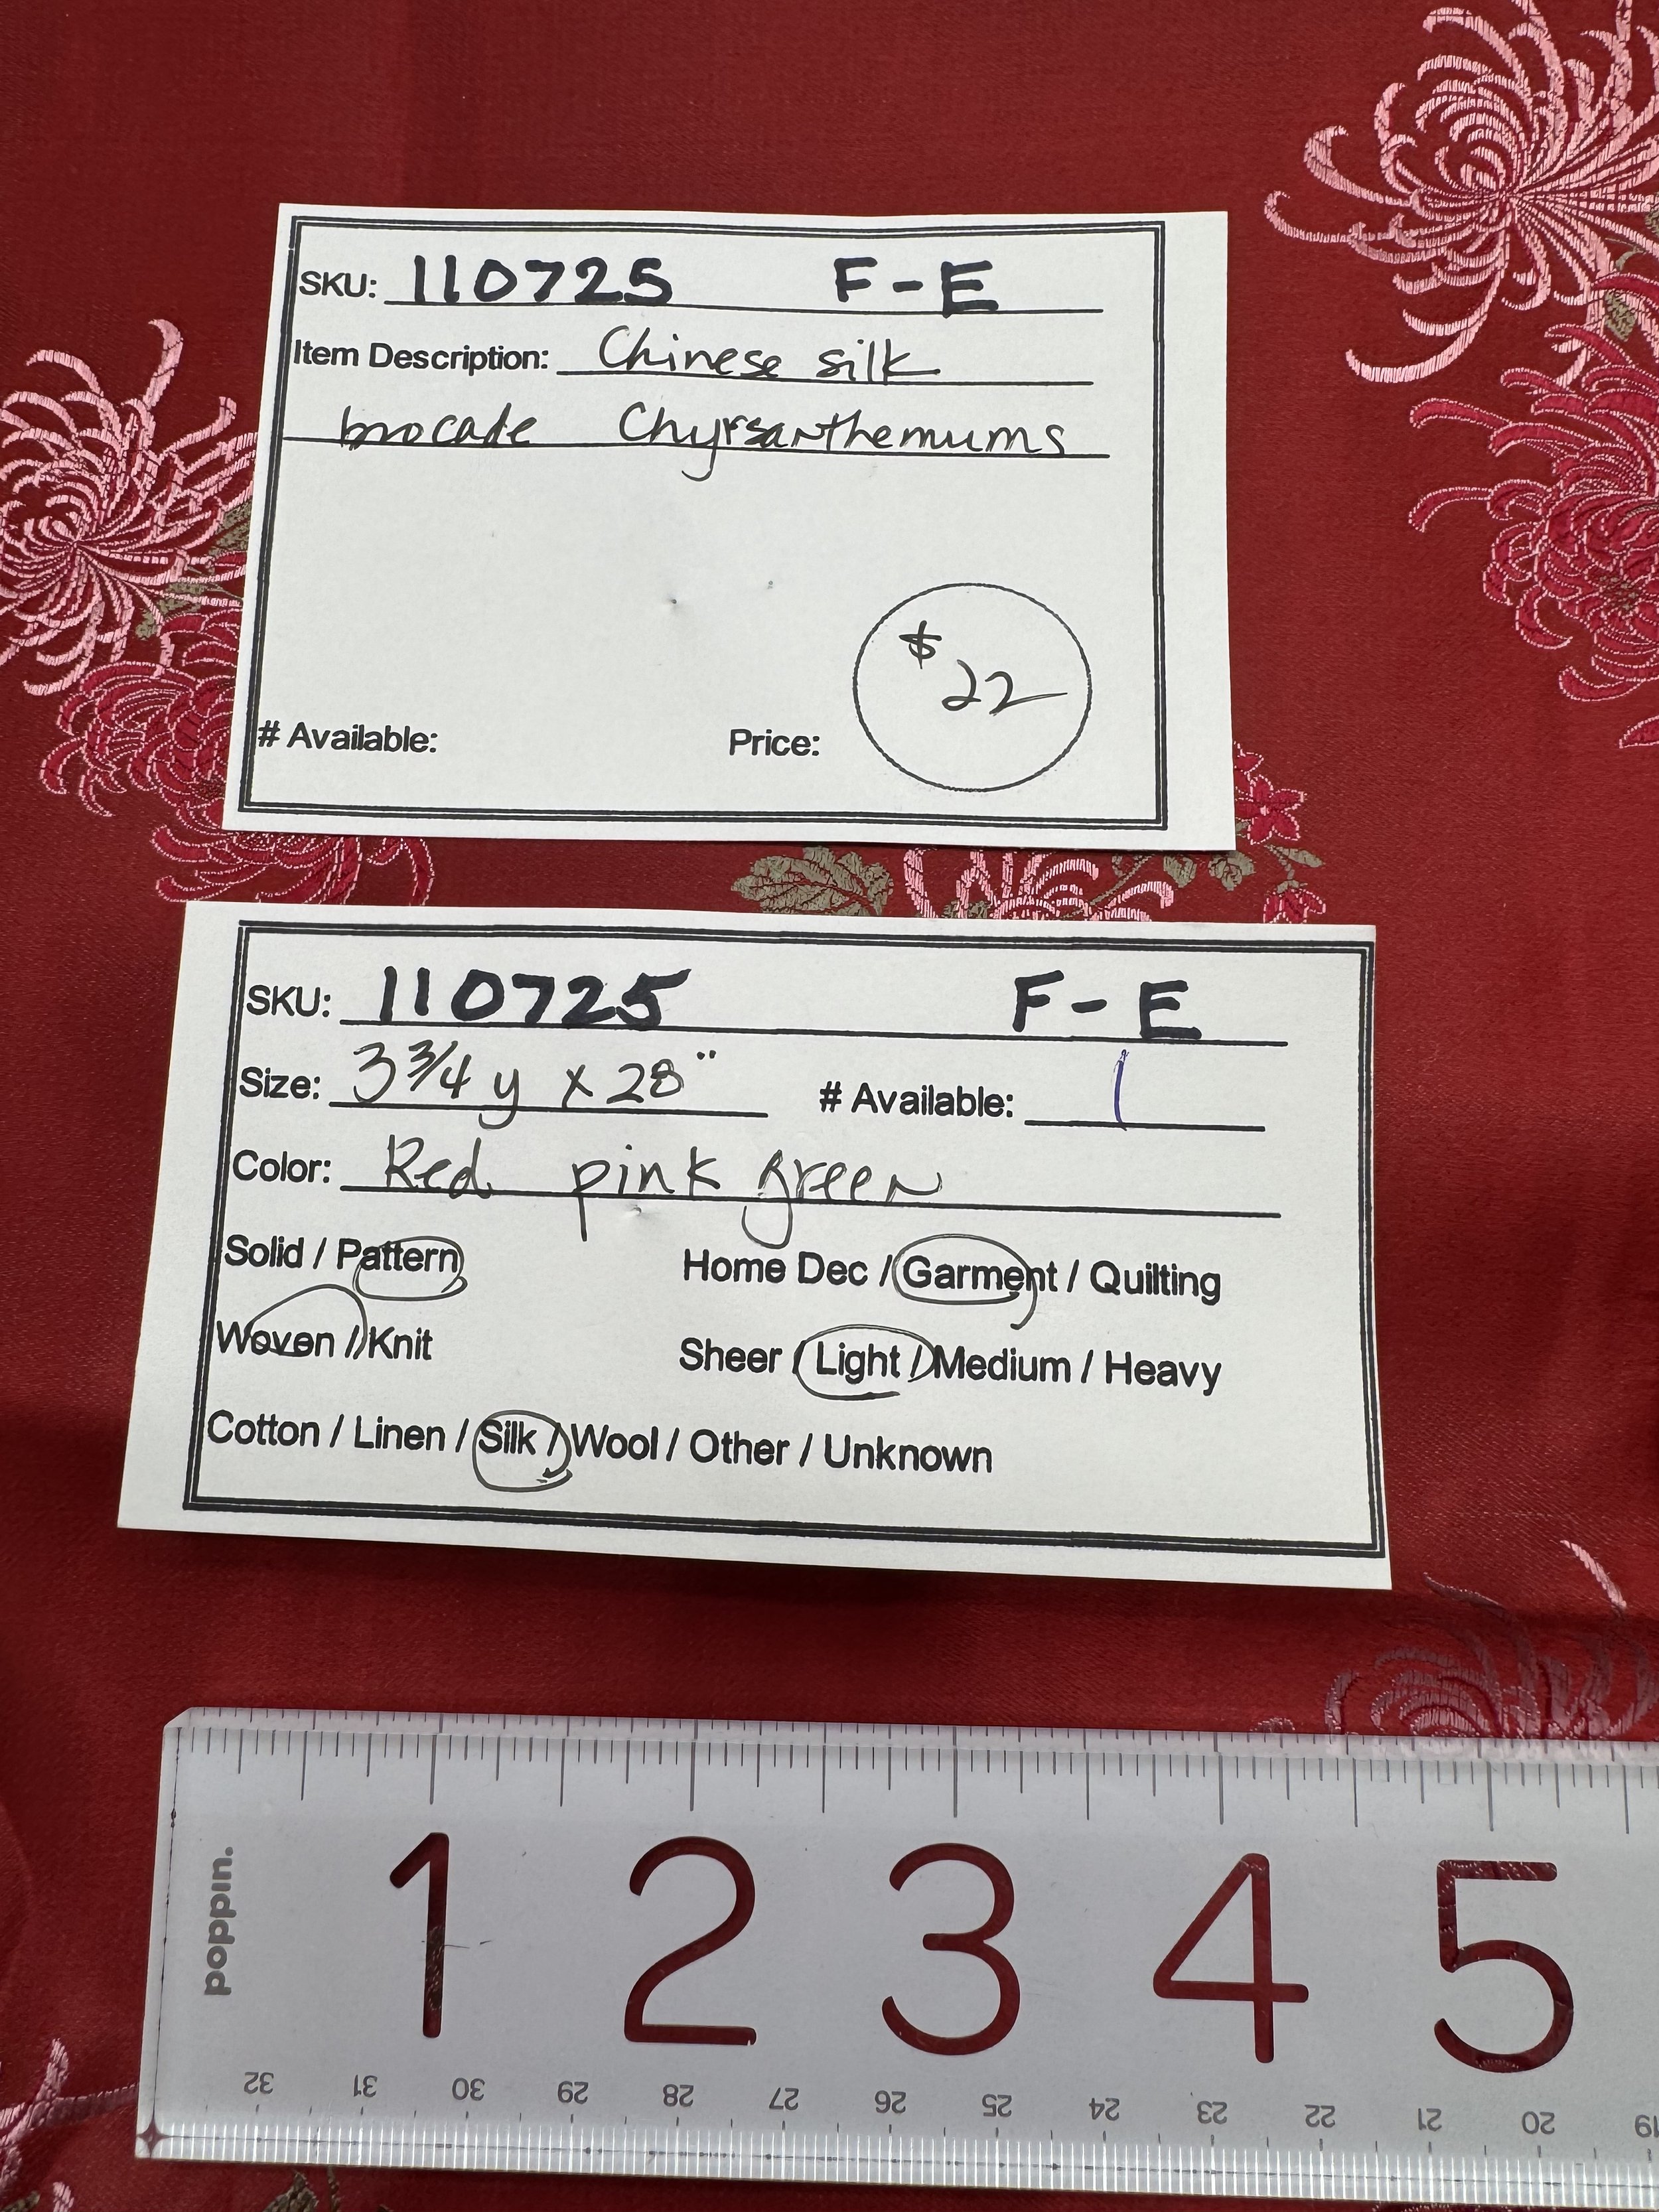 SKU: 110725 F-E
Item Description: Chinese silk
brocade Chyrsanthemums
$22
# Available: Price:
SKU: 110725 F-E
Size: 3 3/4 y x 28" # Available: 1
Color: Red pink green
Solid / Pattern Home Dec / Garment / Quilting
Woven / Knit Sheer / Light / Medium / Heavy
Cotton / Linen / Silk / Wool / Other / Unknown
poppin.
1 2 3 4 5
32 31 30 29 28 27 26 25 24 23 22 21 20 19